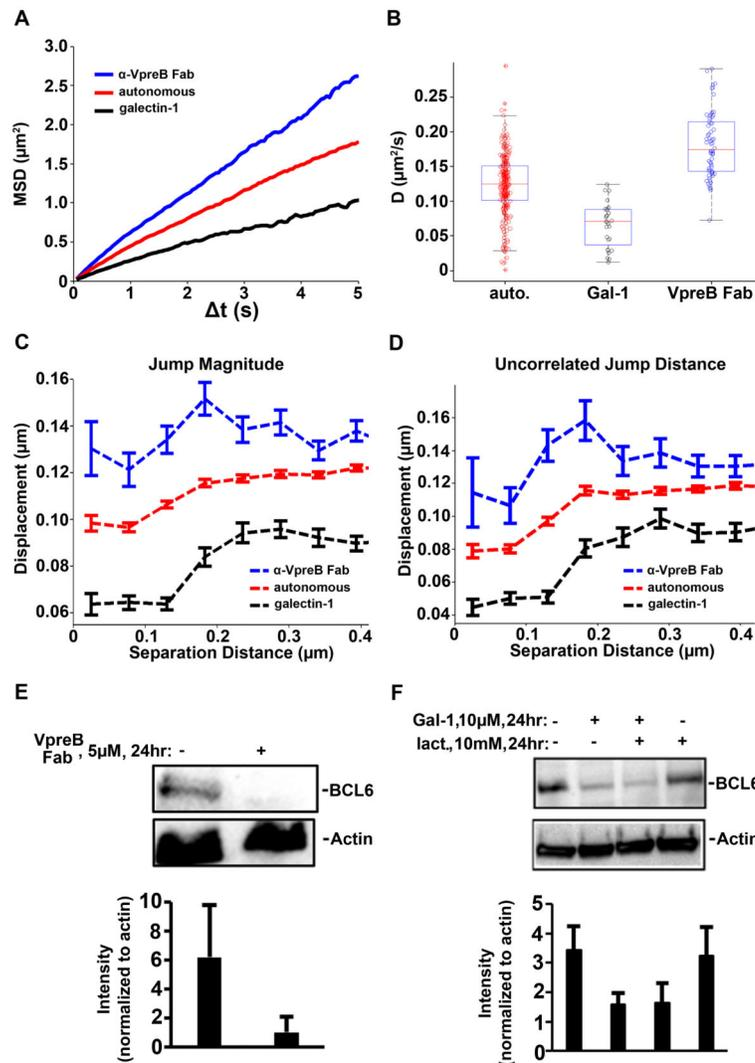 A
3.0
2.5
2.0
1.5
1.0
0.5
0
MSD (μm²)
α-VpreB Fab
autonomous
galectin-1
0 1 2 3 4 5
Δt (s)
B
0.25
0.20
0.15
0.10
0.05
0
D (μm²/s)
auto. Gal-1 VpreB Fab
C
Jump Magnitude
0.16
0.14
0.12
0.10
0.08
0.06
Displacement (μm)
α-VpreB Fab
autonomous
galectin-1
0 0.1 0.2 0.3 0.4
Separation Distance (μm)
D
Uncorrelated Jump Distance
0.16
0.14
0.12
0.10
0.08
0.06
0.04
Displacement (μm)
α-VpreB Fab
autonomous
galectin-1
0 0.1 0.2 0.3 0.4
Separation Distance (μm)
E
VpreB
Fab , 5μM, 24hr: - +
-BCL6
-Actin
10
8
6
4
2
0
Intensity
(normalized to actin)
F
Gal-1,10μM,24hr: - + + -
lact.,10mM,24hr: - - + +
-BCL6
-Actin
5
4
3
2
1
0
Intensity
(normalized to actin)